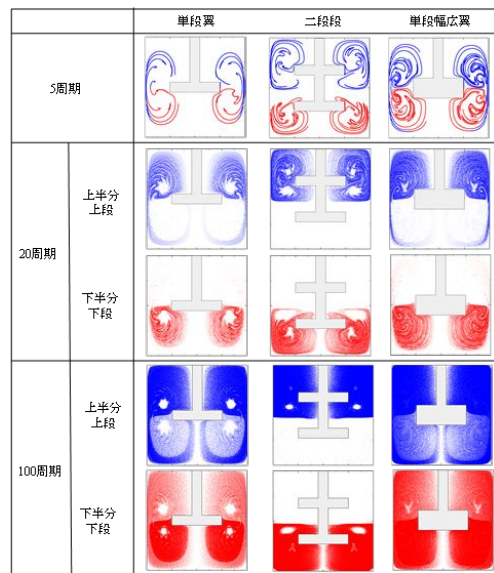 単段翼 二段段 単段幅広翼
5周期
20周期
上半分
上段
下半分
下段
100周期
上半分
上段
下半分
下段